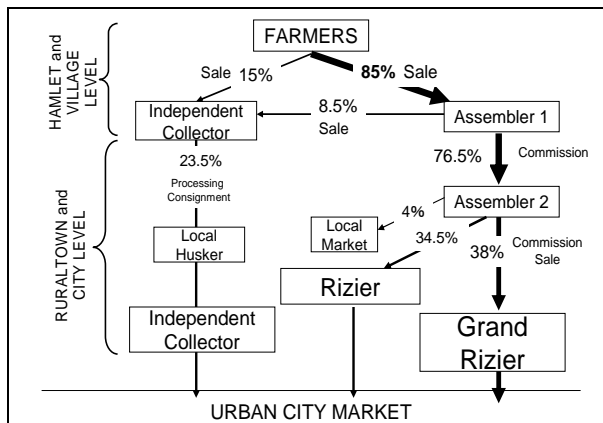 FARMERS
HAMLET and
VILLAGE
LEVEL
Sale 15%
85% Sale
Independent
Collector
8.5%
Sale
Assembler 1
23.5%
76.5%
Commission
Processing
Consignment
Assembler 2
RURALTOWN and
CITY LEVEL
Local
Husker
Local
Market
4%
34.5%
38%
Commission
Sale
Rizier
Independent
Collector
Grand
Rizier
URBAN CITY MARKET